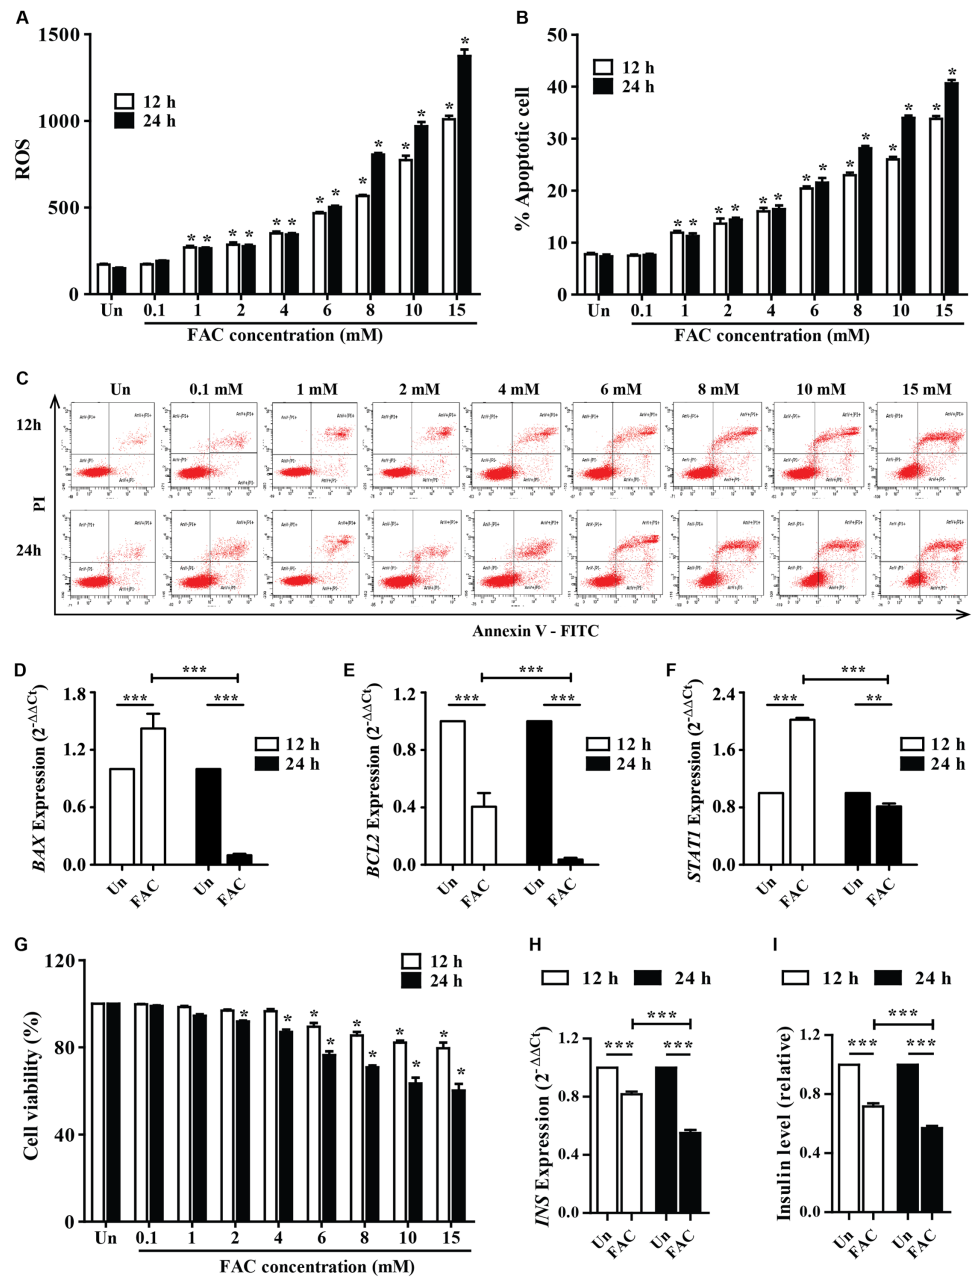 A
ROS
1500
1000
500
0
12 h
24 h
* * * * * * * * * * * * * *
Un 0.1 1 2 4 6 8 10 15
FAC concentration (mM)
B
% Apoptotic cell
50
40
30
20
10
0
12 h
24 h
* * * * * * * * * * * * * *
Un 0.1 1 2 4 6 8 10 15
FAC concentration (mM)
C
Un 0.1 mM 1 mM 2 mM 4 mM 6 mM 8 mM 10 mM 15 mM
12h
PI
24h
Annexin V - FITC
D
BAX Expression (2-ΔΔCt)
1.8
1.2
0.6
0.0
***
*** ***
12 h
24 h
Un FAC Un FAC
E
BCL2 Expression (2-ΔΔCt)
1.2
0.8
0.4
0.0
***
*** ***
12 h
24 h
Un FAC Un FAC
F
STAT1 Expression (2-ΔΔCt)
2.4
1.6
0.8
0.0
***
*** **
12 h
24 h
Un FAC Un FAC
G
Cell viability (%)
120
80
40
0
12 h
24 h
* * * * * * * * * *
Un 0.1 1 2 4 6 8 10 15
FAC concentration (mM)
H
12 h 24 h
INS Expression (2-ΔΔCt)
1.2
0.8
0.4
0.0
***
*** ***
Un FAC Un FAC
I
12 h 24 h
Insulin level (relative)
1.2
0.8
0.4
0.0
***
*** ***
Un FAC Un FAC